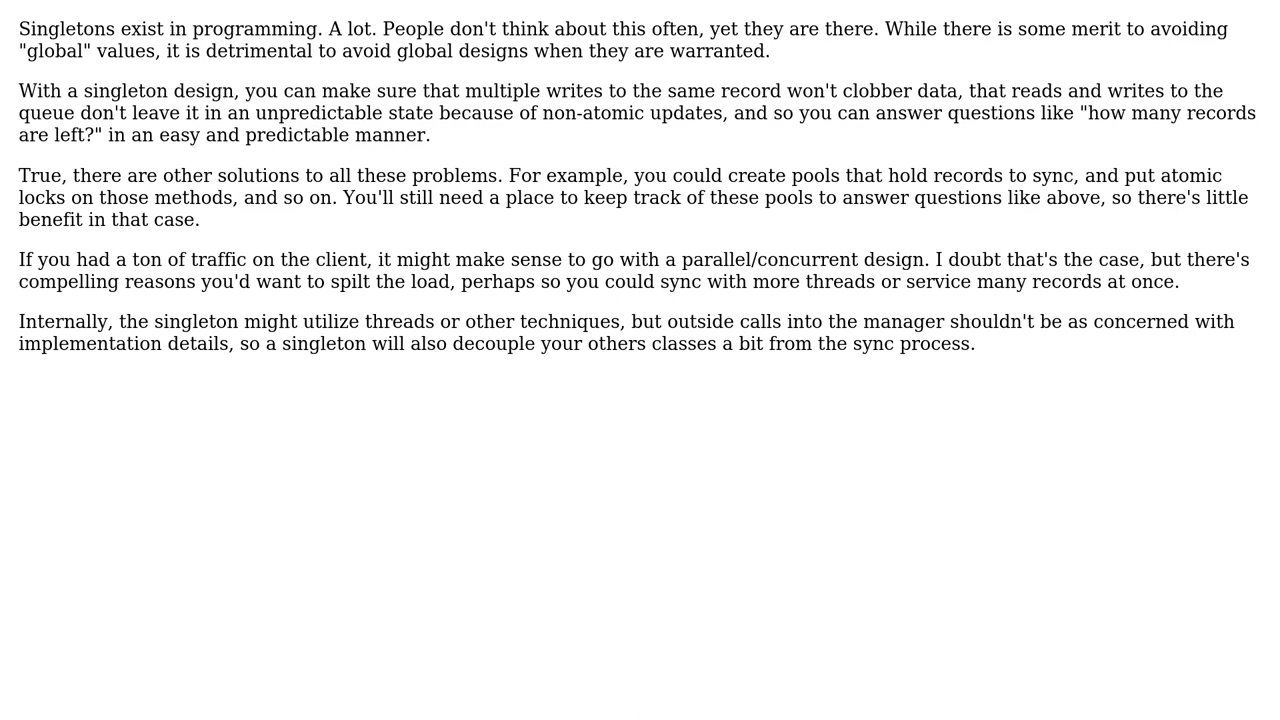 Singletons exist in programming. A lot. People don't think about this often, yet they are there. While there is some merit to avoiding
"global" values, it is detrimental to avoid global designs when they are warranted.
With a singleton design, you can make sure that multiple writes to the same record won't clobber data, that reads and writes to the
queue don't leave it in an unpredictable state because of non-atomic updates, and so you can answer questions like "how many records
are left?" in an easy and predictable manner.
True, there are other solutions to all these problems. For example, you could create pools that hold records to sync, and put atomic
locks on those methods, and so on. You'll still need a place to keep track of these pools to answer questions like above, so there's little
benefit in that case.
If you had a ton of traffic on the client, it might make sense to go with a parallel/concurrent design. I doubt that's the case, but there's
compelling reasons you'd want to spilt the load, perhaps so you could sync with more threads or service many records at once.
Internally, the singleton might utilize threads or other techniques, but outside calls into the manager shouldn't be as concerned with
implementation details, so a singleton will also decouple your others classes a bit from the sync process.